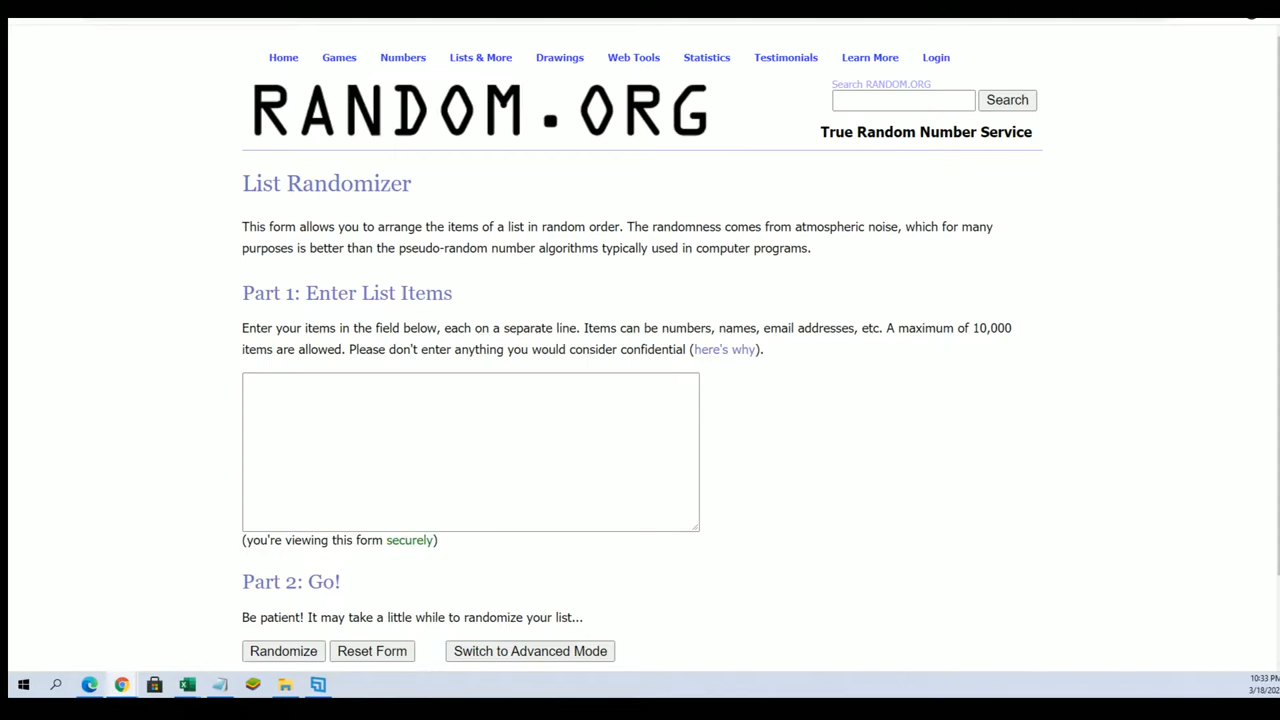 Home Games Numbers Lists & More Drawings Web Tools Statistics Testimonials Learn More Login
RANDOM.ORG
Search RANDOM.ORG
Search
True Random Number Service
List Randomizer
This form allows you to arrange the items of a list in random order. The randomness comes from atmospheric noise, which for many
purposes is better than the pseudo-random number algorithms typically used in computer programs.
Part 1: Enter List Items
Enter your items in the field below, each on a separate line. Items can be numbers, names, email addresses, etc. A maximum of 10,000
items are allowed. Please don't enter anything you would consider confidential (here's why).
(you're viewing this form securely)
Part 2: Go!
Be patient! It may take a little while to randomize your list...
Randomize Reset Form Switch to Advanced Mode
10:33 PM
3/18/202